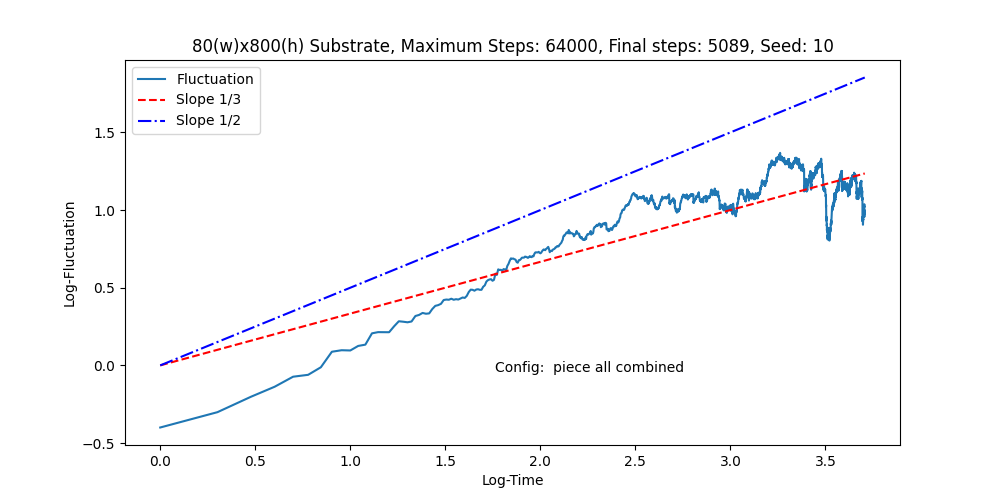 80(w)x800(h) Substrate, Maximum Steps: 64000, Final steps: 5089, Seed: 10
Fluctuation
Slope 1/3
Slope 1/2
Log-Fluctuation
1.5
1.0
0.5
0.0
−0.5
Config:  piece all combined
0.0 0.5 1.0 1.5 2.0 2.5 3.0 3.5
Log-Time